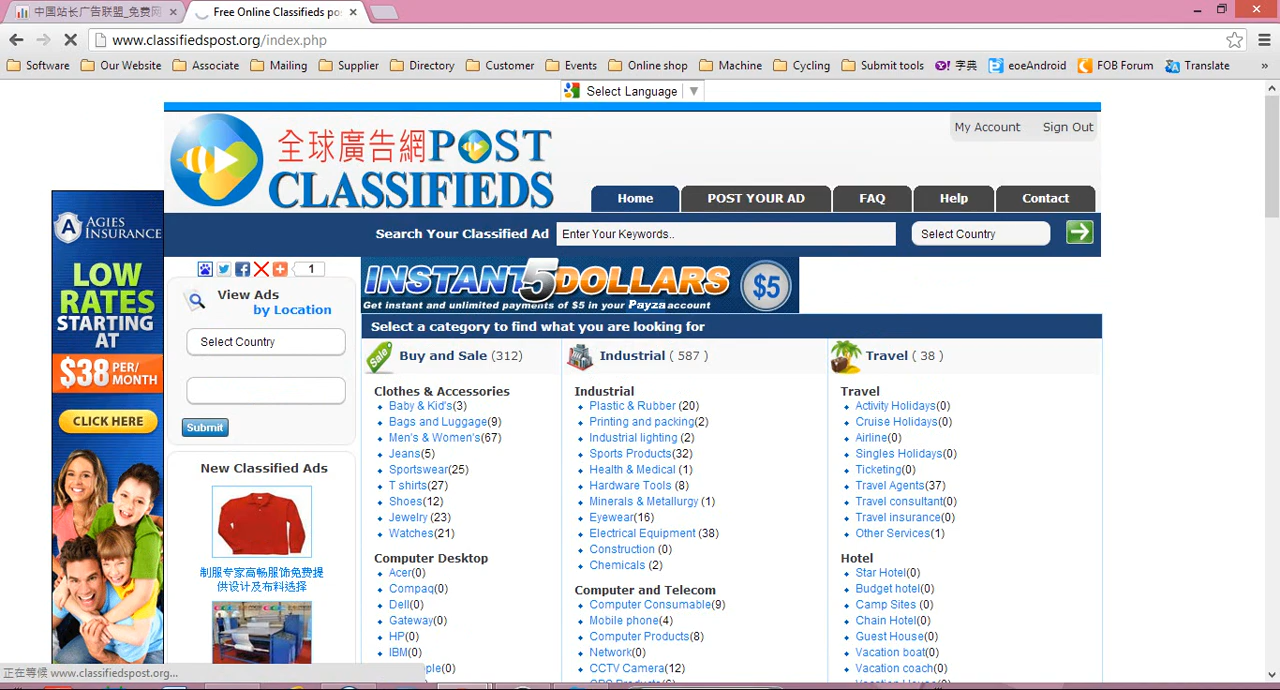 中国站长广告联盟_免费网
Free Online Classifieds po
www.classifiedspost.org/index.php
Software Our Website Associate Mailing Supplier Directory Customer Events Online shop Machine Cycling Submit tools Y! 字典 eoeAndroid FOB Forum Translate »
Select Language ▼
My Account Sign Out
全球廣告網POST
CLASSIFIEDS
Home POST YOUR AD FAQ Help Contact
Search Your Classified Ad Enter Your Keywords.. Select Country
AGIES
INSURANCE
LOW
RATES
STARTING
AT
$38 PER/
MONTH
CLICK HERE
1
View Ads
by Location
Select Country
Submit
New Classified Ads
制服专家高畅服饰免费提
供设计及布料选择
INSTANT5DOLLARS $5
Get instant and unlimited payments of $5 in your Payza account
Select a category to find what you are looking for
Sale
Buy and Sale (312)
Clothes & Accessories
Baby & Kid's(3)
Bags and Luggage(9)
Men's & Women's(67)
Jeans(5)
Sportswear(25)
T shirts(27)
Shoes(12)
Jewelry (23)
Watches(21)
Computer Desktop
Acer(0)
Compaq(0)
Dell(0)
Gateway(0)
HP(0)
IBM(0)
ple(0)
Industrial ( 587 )
Industrial
Plastic & Rubber (20)
Printing and packing(2)
Industrial lighting (2)
Sports Products(32)
Health & Medical (1)
Hardware Tools (8)
Minerals & Metallurgy (1)
Eyewear(16)
Electrical Equipment (38)
Construction (0)
Chemicals (2)
Computer and Telecom
Computer Consumable(9)
Mobile phone(4)
Computer Products(8)
Network(0)
CCTV Camera(12)
Travel ( 38 )
Travel
Activity Holidays(0)
Cruise Holidays(0)
Airline(0)
Singles Holidays(0)
Ticketing(0)
Travel Agents(37)
Travel consultant(0)
Travel insurance(0)
Other Services(1)
Hotel
Star Hotel(0)
Budget hotel(0)
Camp Sites (0)
Chain Hotel(0)
Guest House(0)
Vacation boat(0)
Vacation coach(0)
正在等候 www.classifiedspost.org...